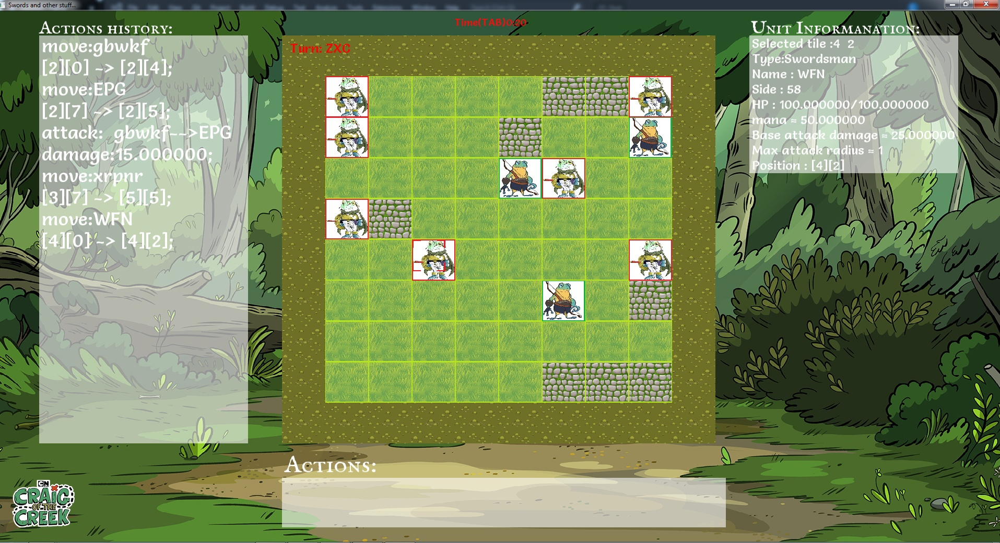 Swords and other stuff...
Actions history:
move:gbwkf
[2][0] -> [2][4];
move:EPG
[2][7] -> [2][5];
attack: gbwkf-->EPG
damage:15.000000;
move:xrpnr
[3][7] -> [5][5];
move:WFN
[4][0] -> [4][2];
Time(TAB)0:20
Turn: ZXC
Unit Informanation:
Selected tile :4 2
Type:Swordsman
Name : WFN
Side : 58
HP : 100.000000/100.000000
mana = 50.000000
Base attack damage = 25.000000
Max attack radius = 1
Position : [4][2]
Actions:
CN
CRAIG
OF THE
CREEK